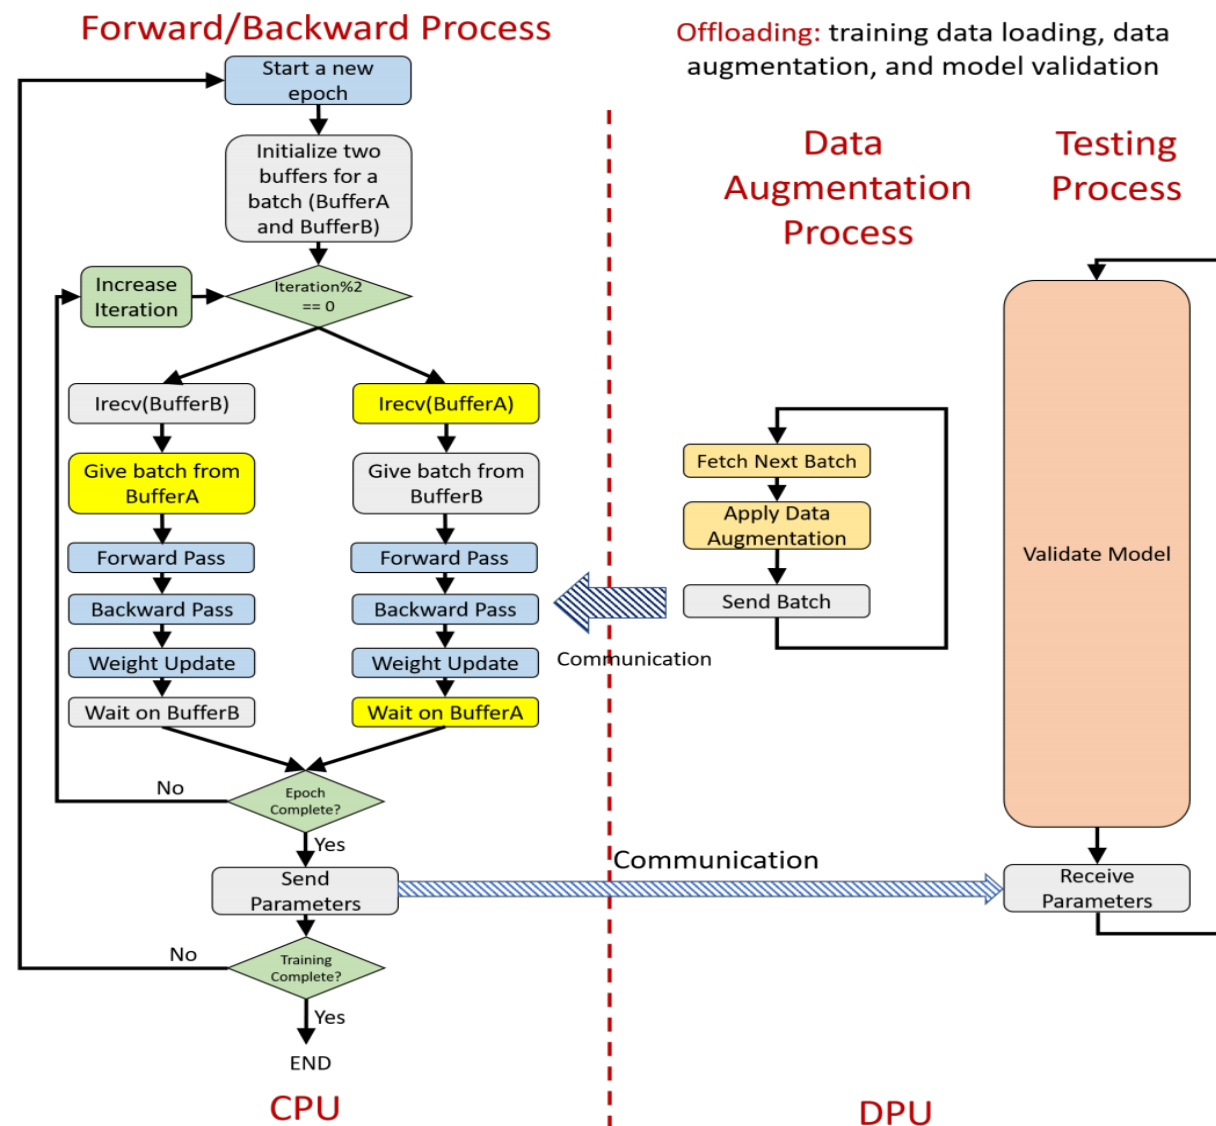 Forward/Backward Process
Offloading: training data loading, data
augmentation, and model validation
Start a new
epoch
Initialize two
buffers for a
batch (BufferA
and BufferB)
Increase
Iteration
Iteration%2
== 0
Irecv(BufferB)
Give batch from
BufferA
Forward Pass
Backward Pass
Weight Update
Wait on BufferB
Irecv(BufferA)
Give batch from
BufferB
Forward Pass
Backward Pass
Weight Update
Wait on BufferA
Epoch
Complete?
No
Yes
Send
Parameters
Training
Complete?
No
Yes
END
CPU
Communication
Communication
Data
Augmentation
Process
Fetch Next Batch
Apply Data
Augmentation
Send Batch
Testing
Process
Validate Model
Receive
Parameters
DPU